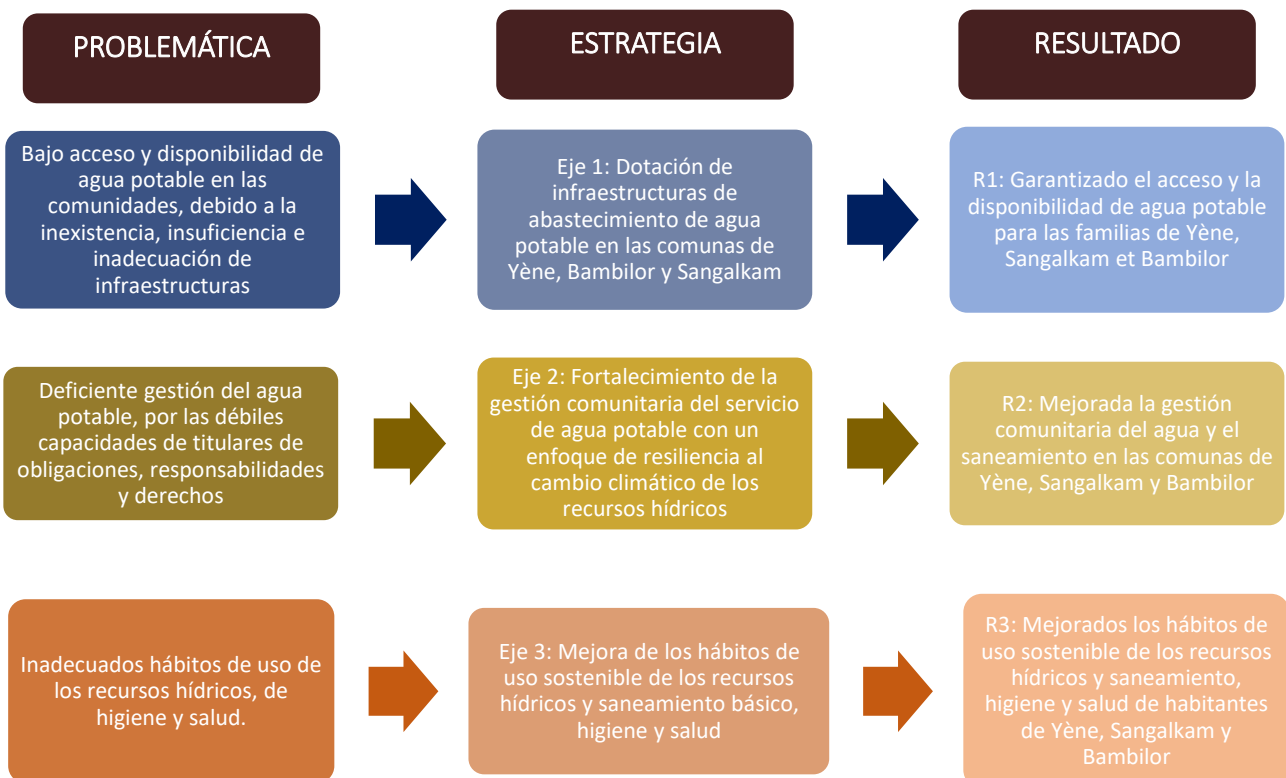 PROBLEMÁTICA
ESTRATEGIA
RESULTADO
Bajo acceso y disponibilidad de
agua potable en las
comunidades, debido a la
inexistencia, insuficiencia e
inadecuación de
infraestructuras
Eje 1: Dotación de
infraestructuras de
abastecimiento de agua
potable en las comunas de
Yène, Bambilor y Sangalkam
R1: Garantizado el acceso y la
disponibilidad de agua potable
para las familias de Yène,
Sangalkam et Bambilor
Deficiente gestión del agua
potable, por las débiles
capacidades de titulares de
obligaciones, responsabilidades
y derechos
Eje 2: Fortalecimiento de la
gestión comunitaria del servicio
de agua potable con un
enfoque de resiliencia al
cambio climático de los
recursos hídricos
R2: Mejorada la gestión
comunitaria del agua y el
saneamiento en las comunas de
Yène, Sangalkam y Bambilor
Inadecuados hábitos de uso de
los recursos hídricos, de
higiene y salud.
Eje 3: Mejora de los hábitos de
uso sostenible de los recursos
hídricos y saneamiento básico,
higiene y salud
R3: Mejorados los hábitos de
uso sostenible de los recursos
hídricos y saneamiento,
higiene y salud de habitantes
de Yène, Sangalkam y
Bambilor